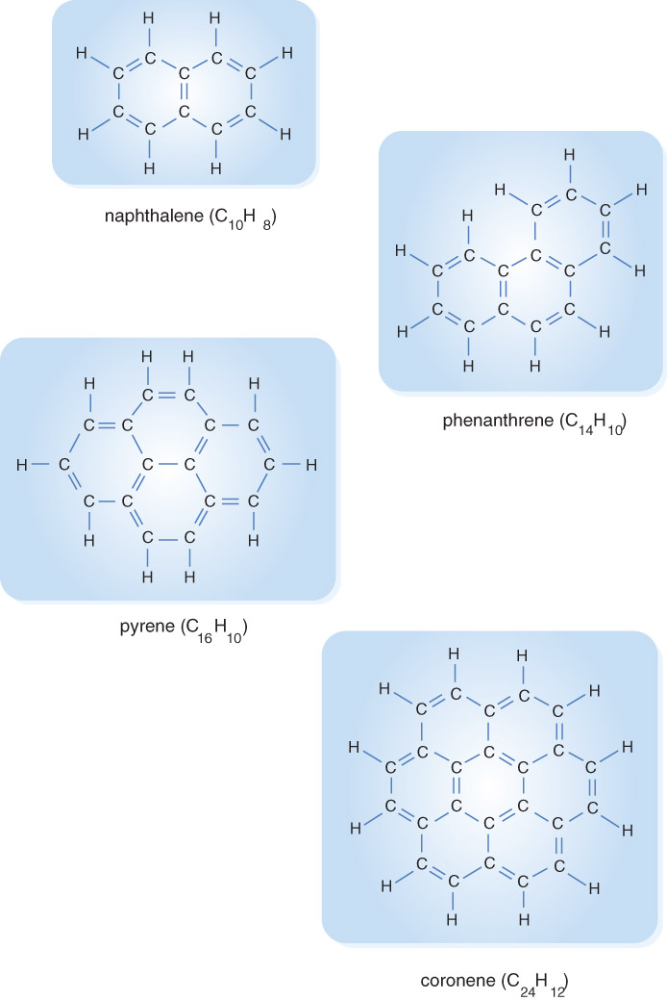 H H
H C C H
C C C
C C C
H C C H
H H
naphthalene (C10H 8)
H
H C H
C C
H
H C C C
C C C H
C C C
H C C H
H H
phenanthrene (C14H10)
H H
H H
C C
C C C C
H C C C C H
C C C C
H C C H
H H
pyrene (C16H10)
H H
H C C H
C C C
H C C C H
C C C C
C C C C
H C C C H
C C C
H C C H
H H
coronene (C24H12)